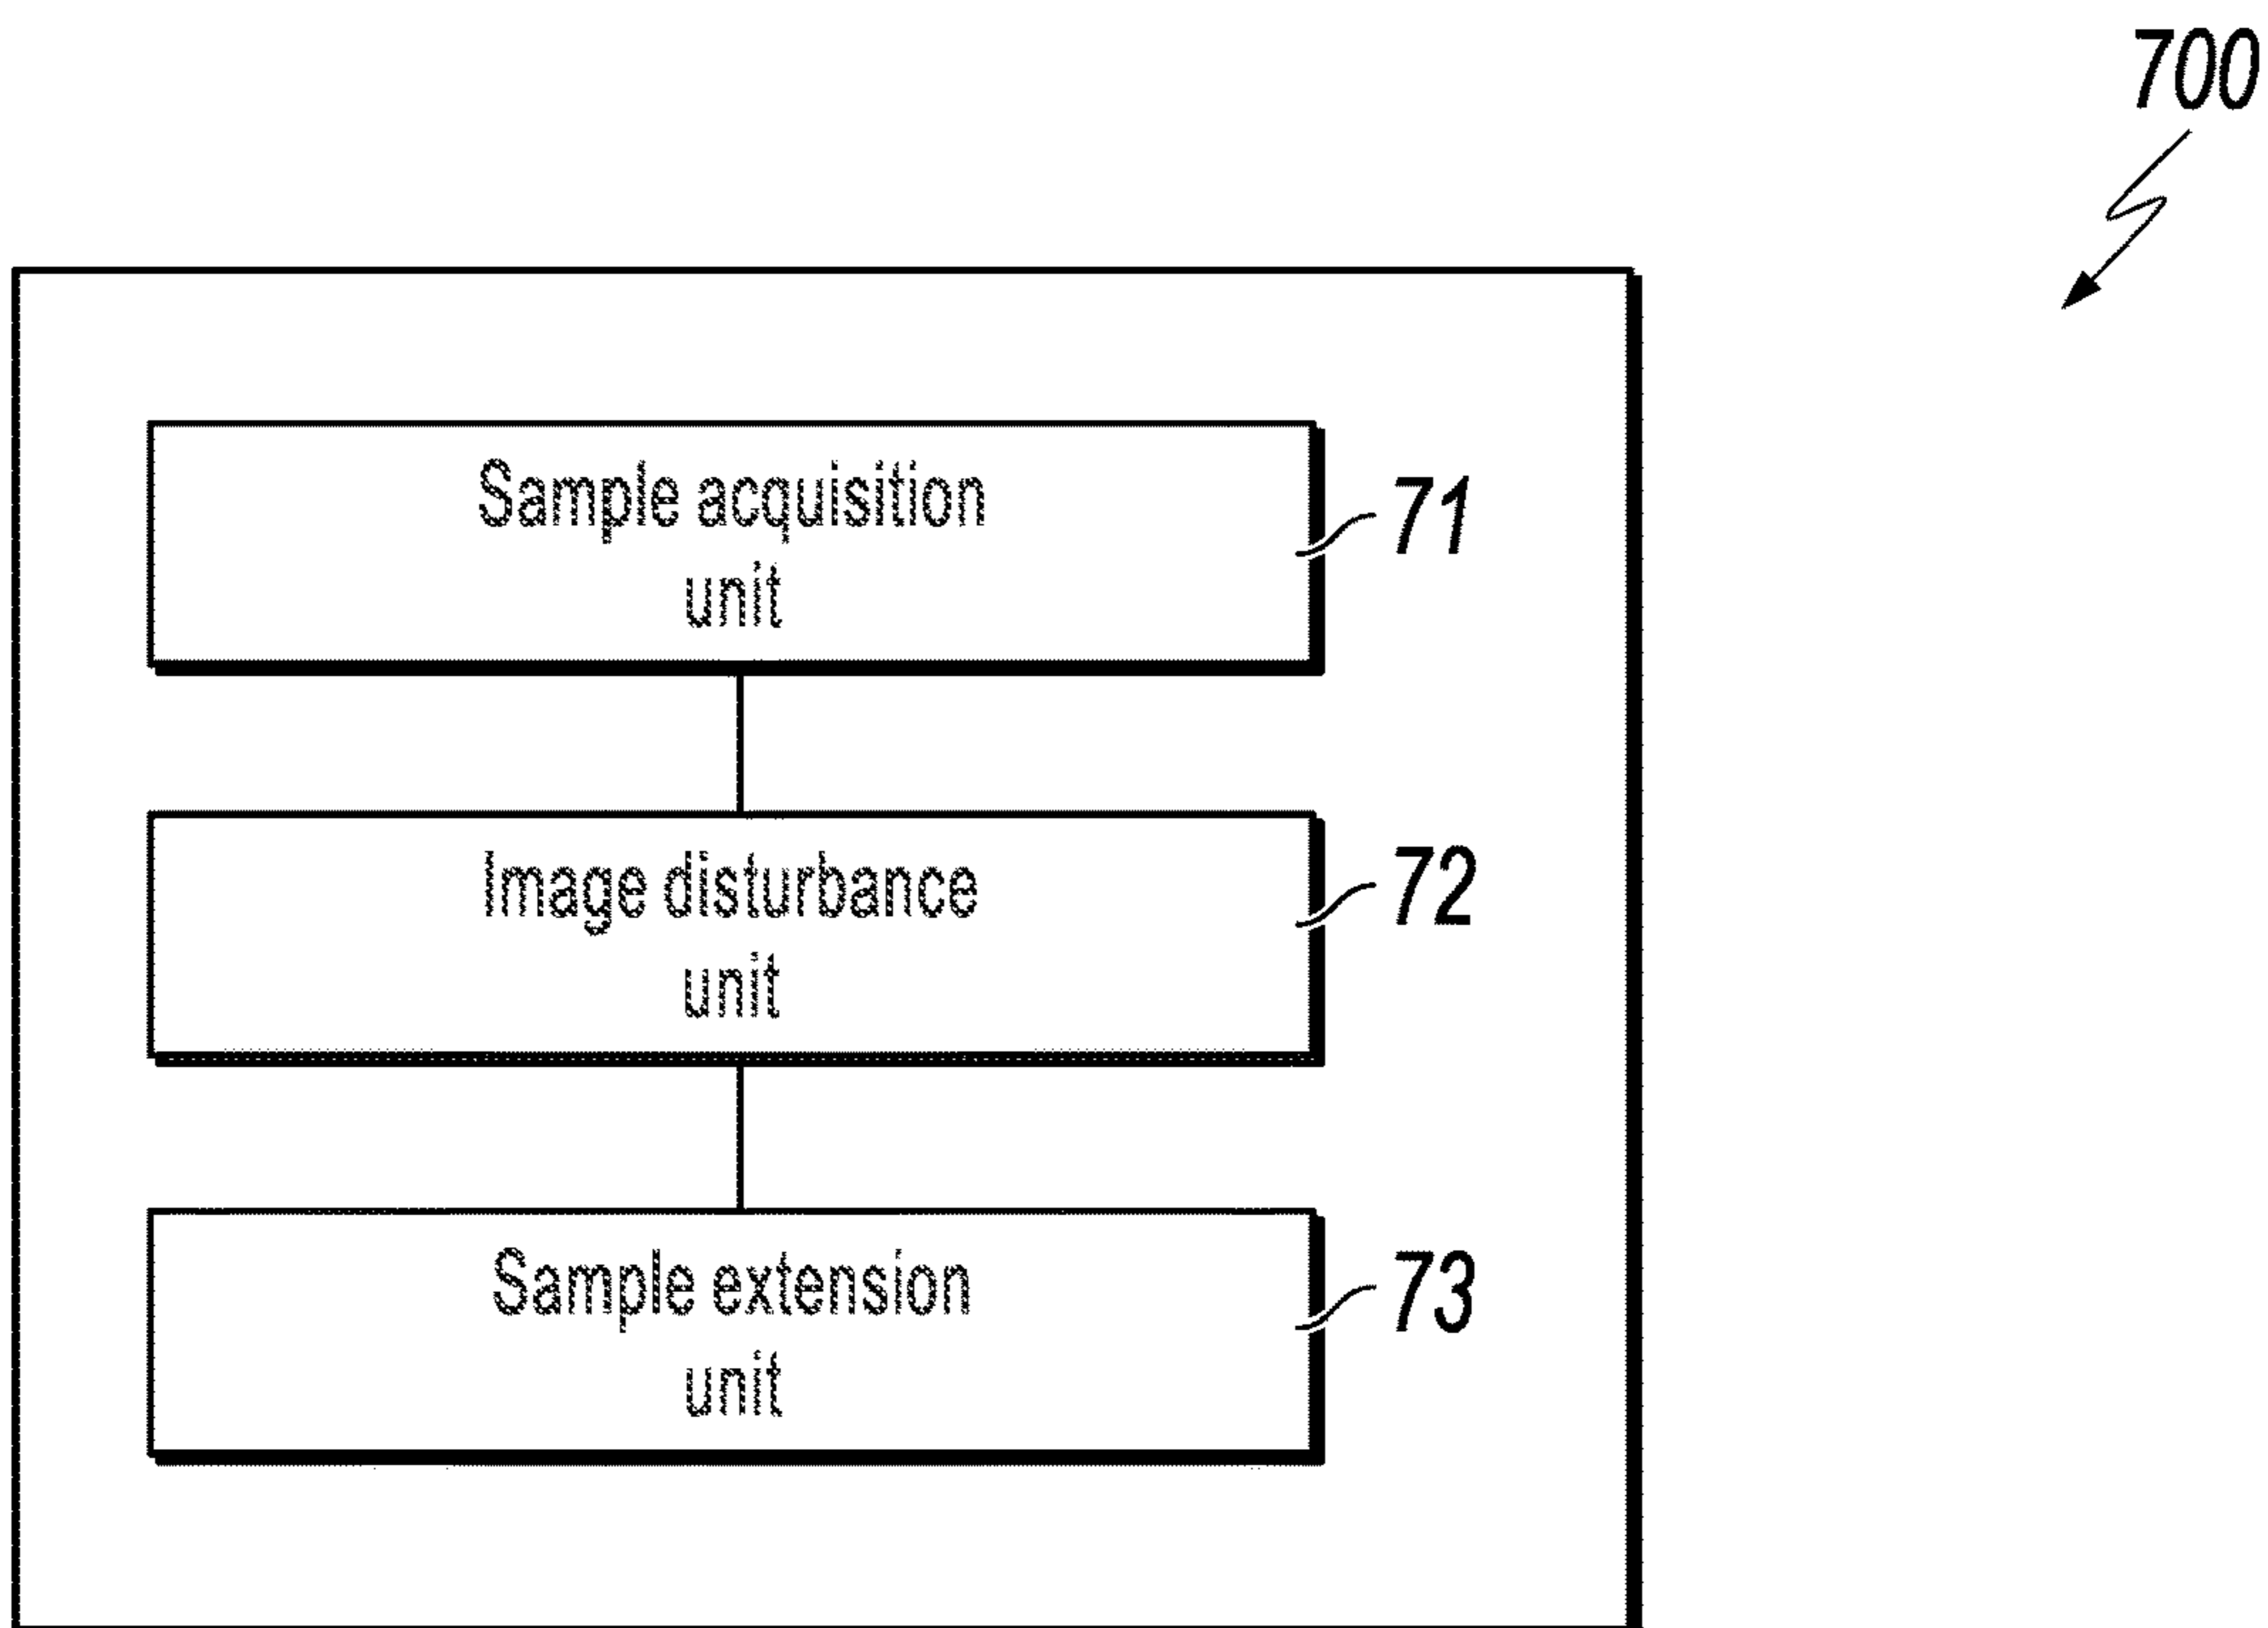 700
Sample acquisition
unit
71
Image disturbance
unit
72
Sample extension
unit
73